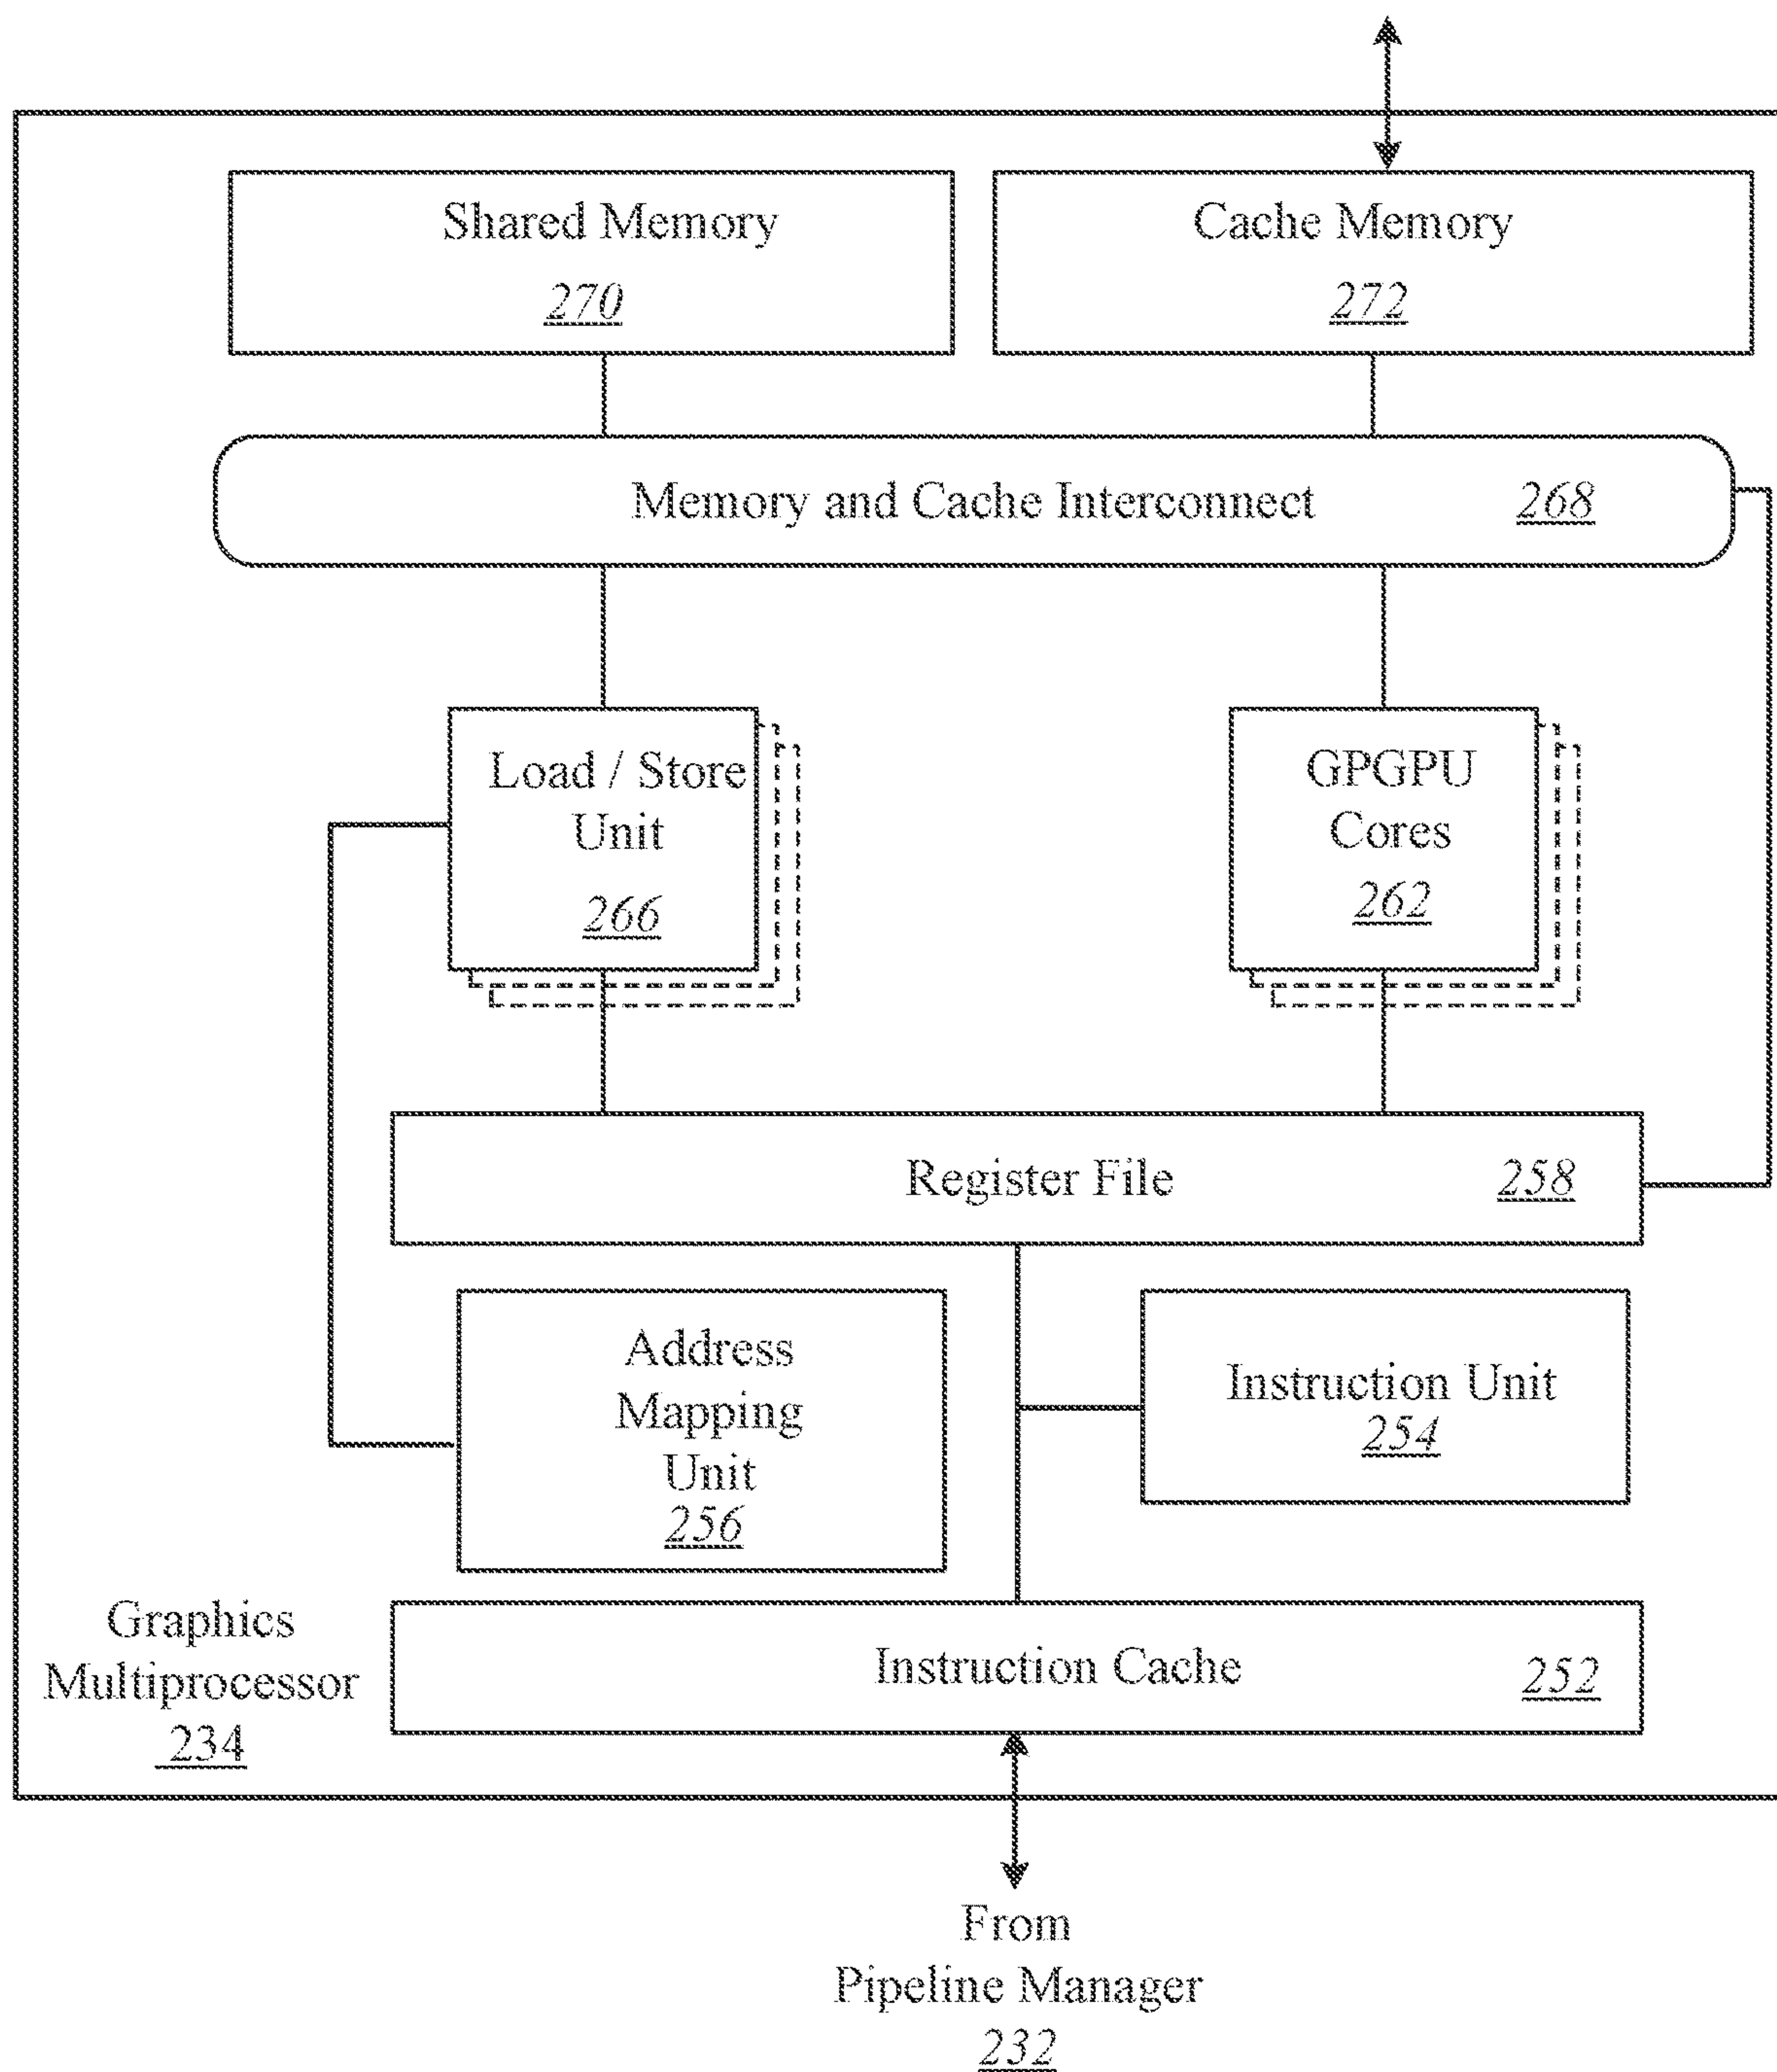 Shared Memory
270
Cache Memory
272
Memory and Cache Interconnect 268
Load / Store
Unit
266
GPGPU
Cores
262
Register File 258
Address
Mapping
Unit
256
Instruction Unit
254
Graphics
Multiprocessor
234
Instruction Cache 252
From
Pipeline Manager
232